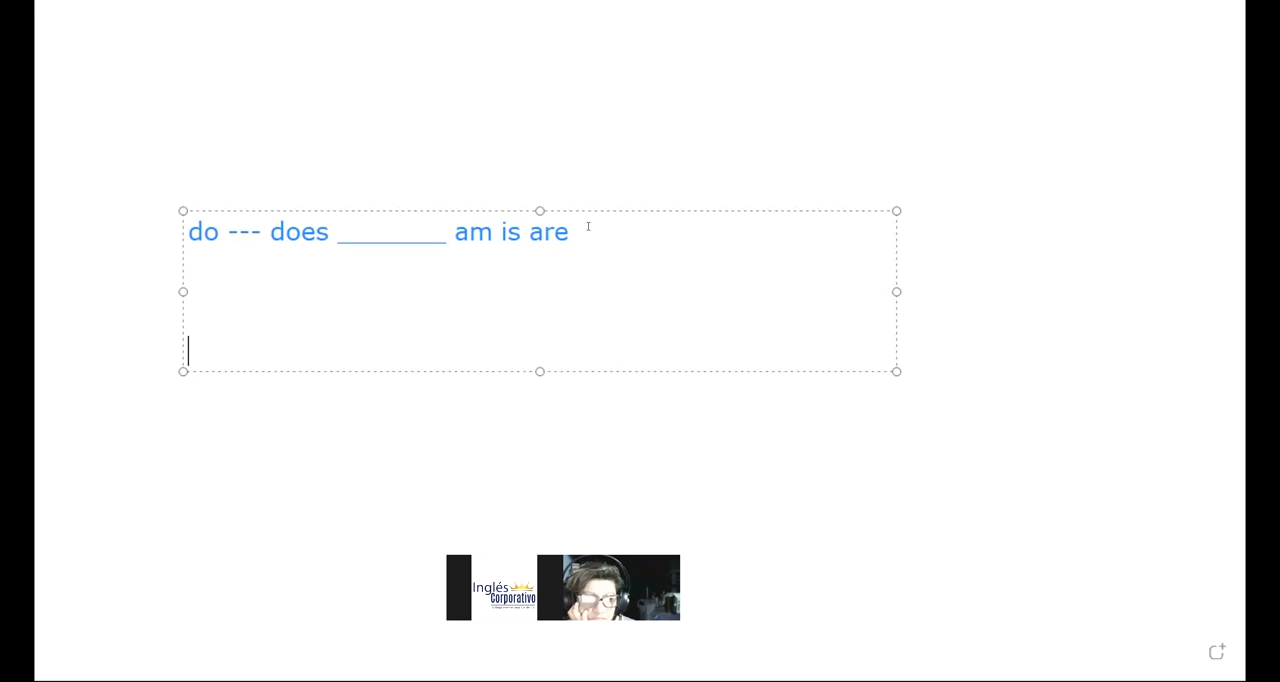 do --- does ________ am is are
Inglés
Corporativo